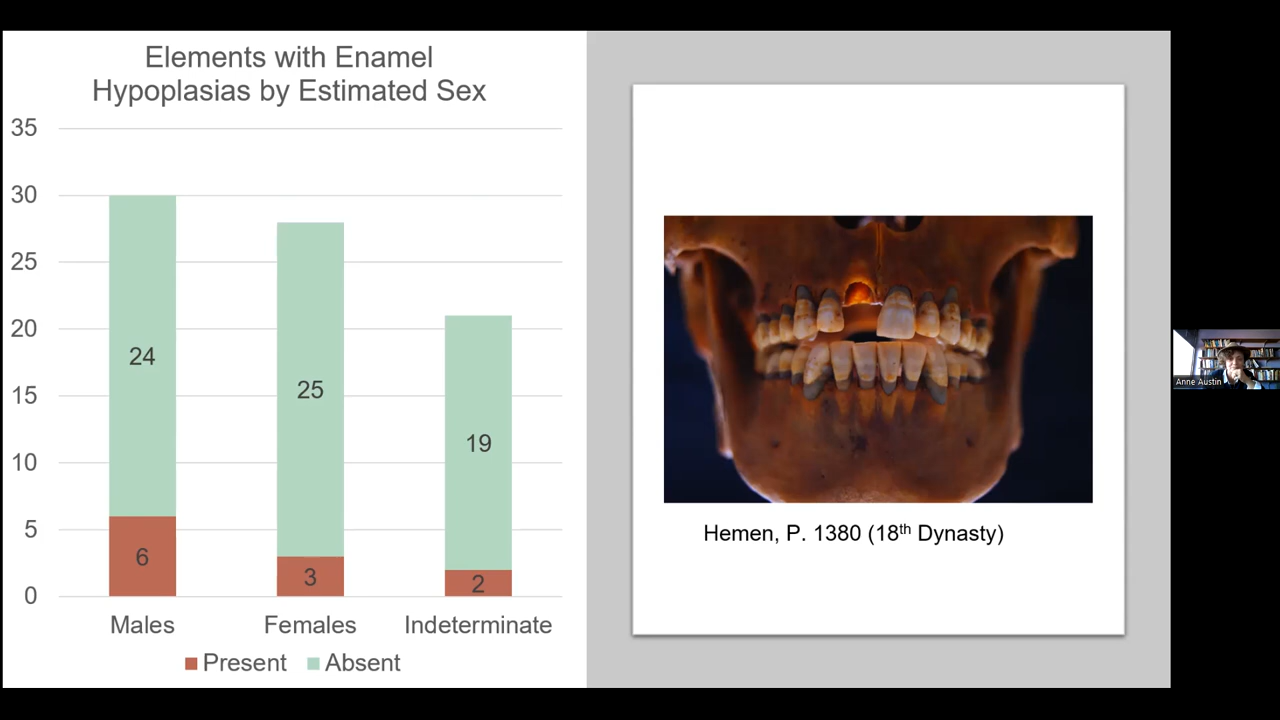 Elements with Enamel
Hypoplasias by Estimated Sex
35
30
25
20
15
10
5
0
24
25
19
6
3
2
Males
Females
Indeterminate
Present
Absent
Hemen, P. 1380 (18th Dynasty)
Anne Austin